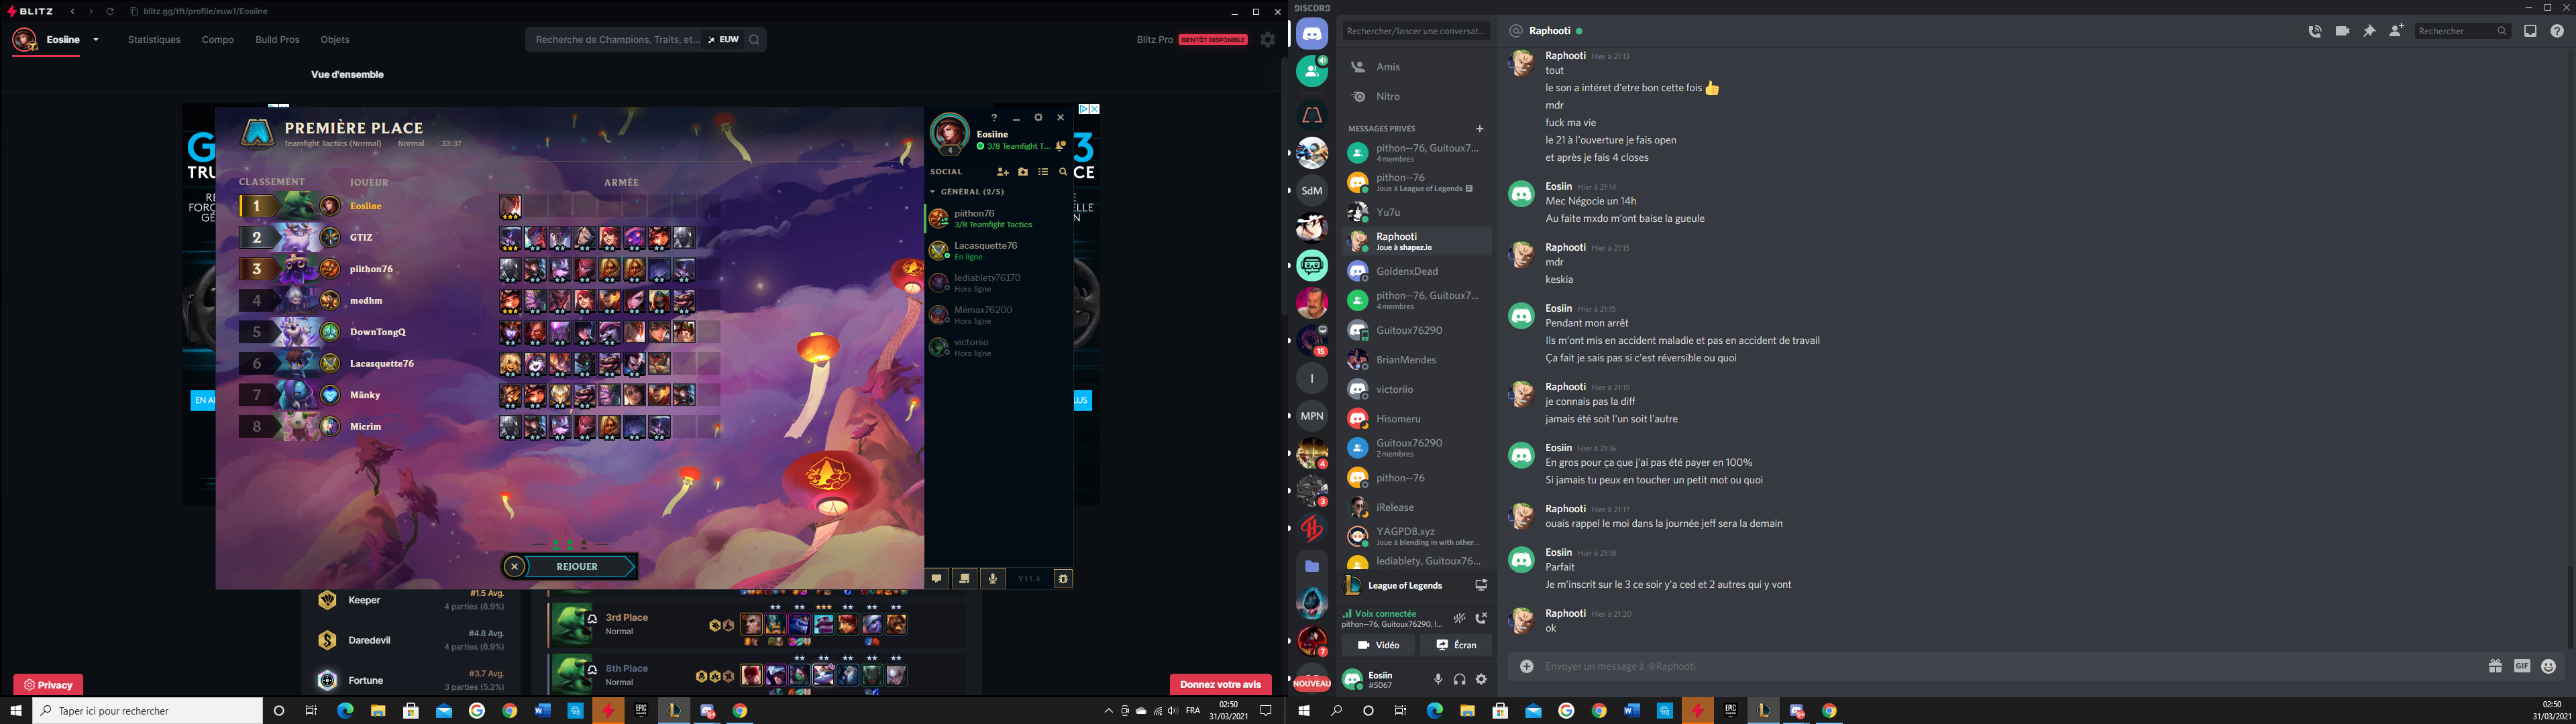 BLITZ
blitz.gg/tft/profile/euw1/Eosiine
Eosiine
Statistiques
Compo
Build Pros
Objets
Recherche de Champions, Traits, et...
EUW
Blitz Pro
BIENTÔT DISPONIBLE
Vue d'ensemble
PREMIÈRE PLACE
Teamfight Tactics (Normal) Normal 33:37
CLASSEMENT JOUEUR ARMÉE
1 Eosiine
2 GTIZ
3 piithon76
4 medhm
5 DownTongQ
6 Lacasquette76
7 Mänky
8 Micrim
REJOUER
Eosiine
4
3/8 Teamfight T...
SOCIAL
GÉNÉRAL (2/5)
piithon76
3/8 Teamfight Tactics
Lacasquette76
En ligne
lediablety76170
Hors ligne
Miimax76200
Hors ligne
victoriio
Hors ligne
V11.6
Keeper
#1.5 Avg.
4 parties (6.9%)
Daredevil
#4.8 Avg.
4 parties (6.9%)
Fortune
#3.7 Avg.
3 parties (5.2%)
3rd Place
Normal
8th Place
Normal
Privacy
Donnez votre avis
Taper ici pour rechercher
FRA
02:50
31/03/2021
DISCORD
SdM
15
I
MPN
4
3
7
NOUVEAU
Rechercher/lancer une conversat...
Amis
Nitro
MESSAGES PRIVÉS
pithon--76, Guitoux7...
4 membres
pithon--76
Joue à League of Legends
Yu7u
Raphooti
Joue à shapez.io
GoldenxDead
pithon--76, Guitoux7...
4 membres
Guitoux76290
BrianMendes
victoriio
Hisomeru
Guitoux76290
2 membres
pithon--76
iRelease
YAGPDB.xyz
Joue à blending in with other...
lediablety, Guitoux76...
League of Legends
Voix connectée
pithon--76, Guitoux76290, l...
Vidéo
Écran
Eosiin
#5067
Raphooti
Rechercher
Raphooti Hier à 21:13
tout
le son a intéret d'etre bon cette fois 👍
mdr
fuck ma vie
le 21 à l'ouverture je fais open
et après je fais 4 closes
Eosiin Hier à 21:14
Mec Négocie un 14h
Au faite mxdo m'ont baise la gueule
Raphooti Hier à 21:15
mdr
keskia
Eosiin Hier à 21:15
Pendant mon arrêt
Ils m'ont mis en accident maladie et pas en accident de travail
Ça fait je sais pas si c'est réversible ou quoi
Raphooti Hier à 21:15
je connais pas la diff
jamais été soit l'un soit l'autre
Eosiin Hier à 21:16
En gros pour ça que j'ai pas été payer en 100%
Si jamais tu peux en toucher un petit mot ou quoi
Raphooti Hier à 21:17
ouais rappel le moi dans la journée jeff sera la demain
Eosiin Hier à 21:18
Parfait
Je m'inscrit sur le 3 ce soir y'a ced et 2 autres qui y vont
Raphooti Hier à 21:20
ok
Envoyer un message à @Raphooti
GIF
02:50
31/03/2021